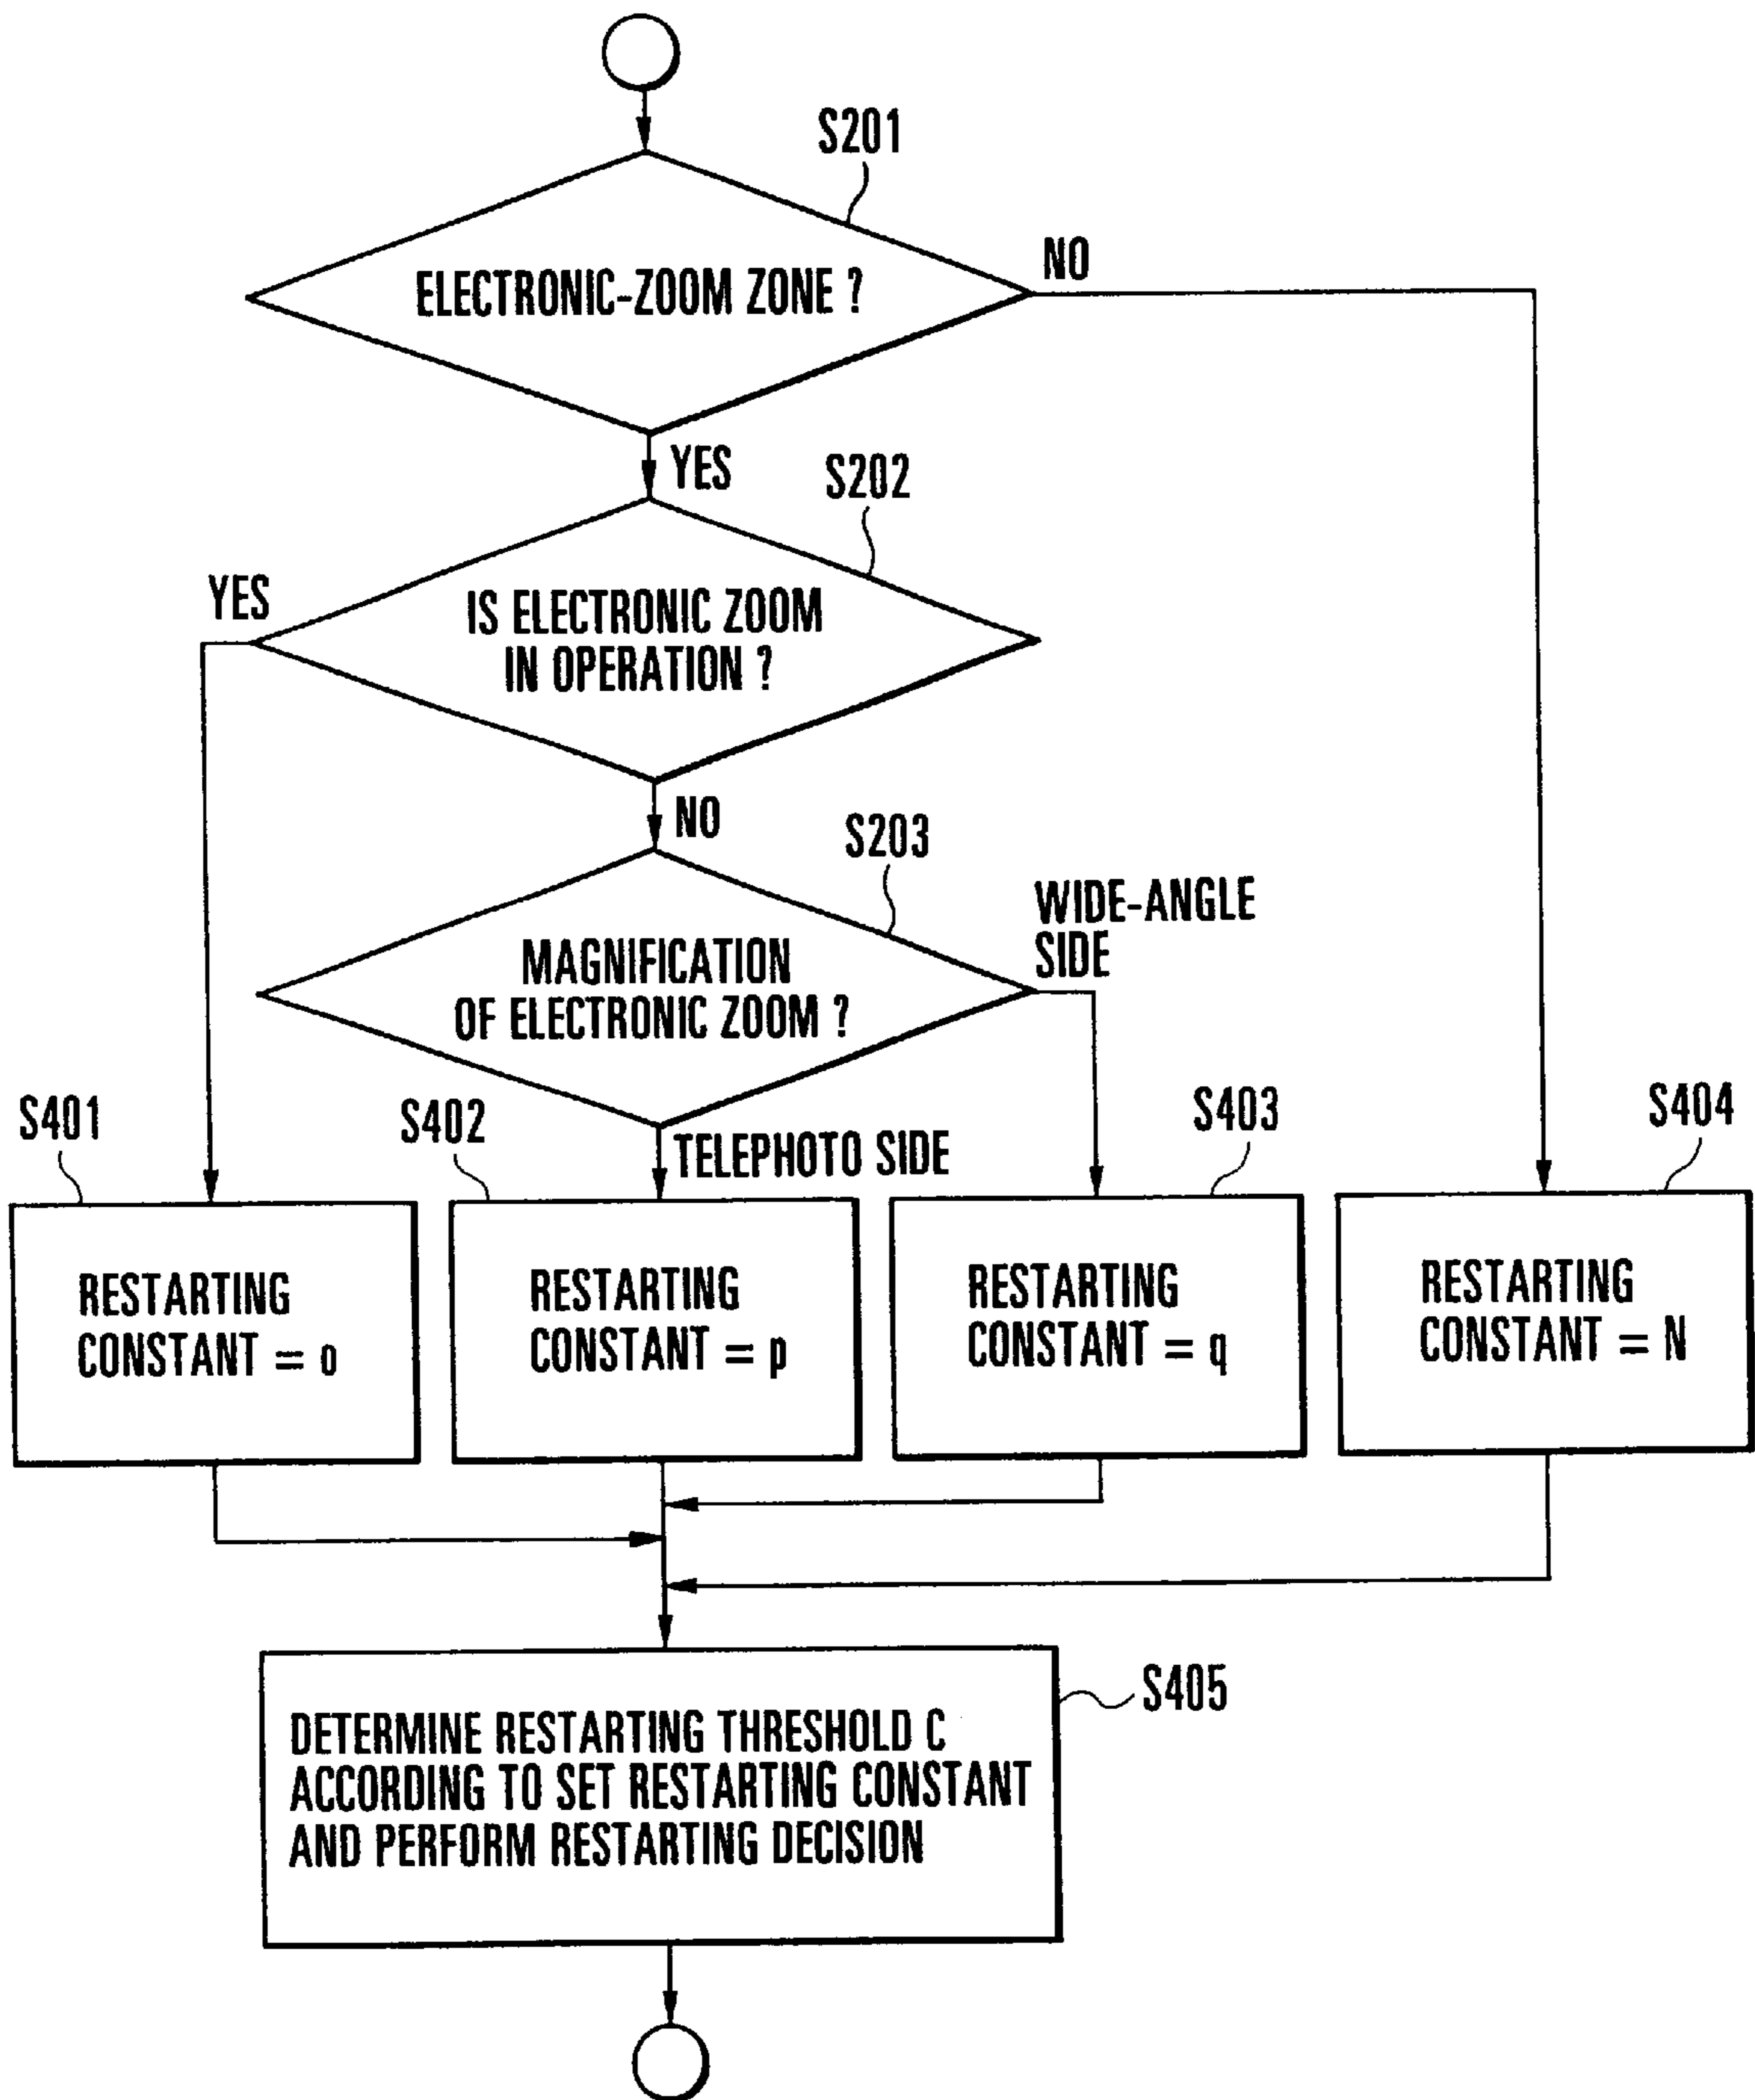 S201
ELECTRONIC-ZOOM ZONE ?
NO
YES
S202
YES
IS ELECTRONIC ZOOM
IN OPERATION ?
NO
S203
WIDE-ANGLE
SIDE
MAGNIFICATION
OF ELECTRONIC ZOOM ?
TELEPHOTO SIDE
S401
S402
S403
S404
RESTARTING
CONSTANT = o
RESTARTING
CONSTANT = p
RESTARTING
CONSTANT = q
RESTARTING
CONSTANT = N
S405
DETERMINE RESTARTING THRESHOLD C
ACCORDING TO SET RESTARTING CONSTANT
AND PERFORM RESTARTING DECISION